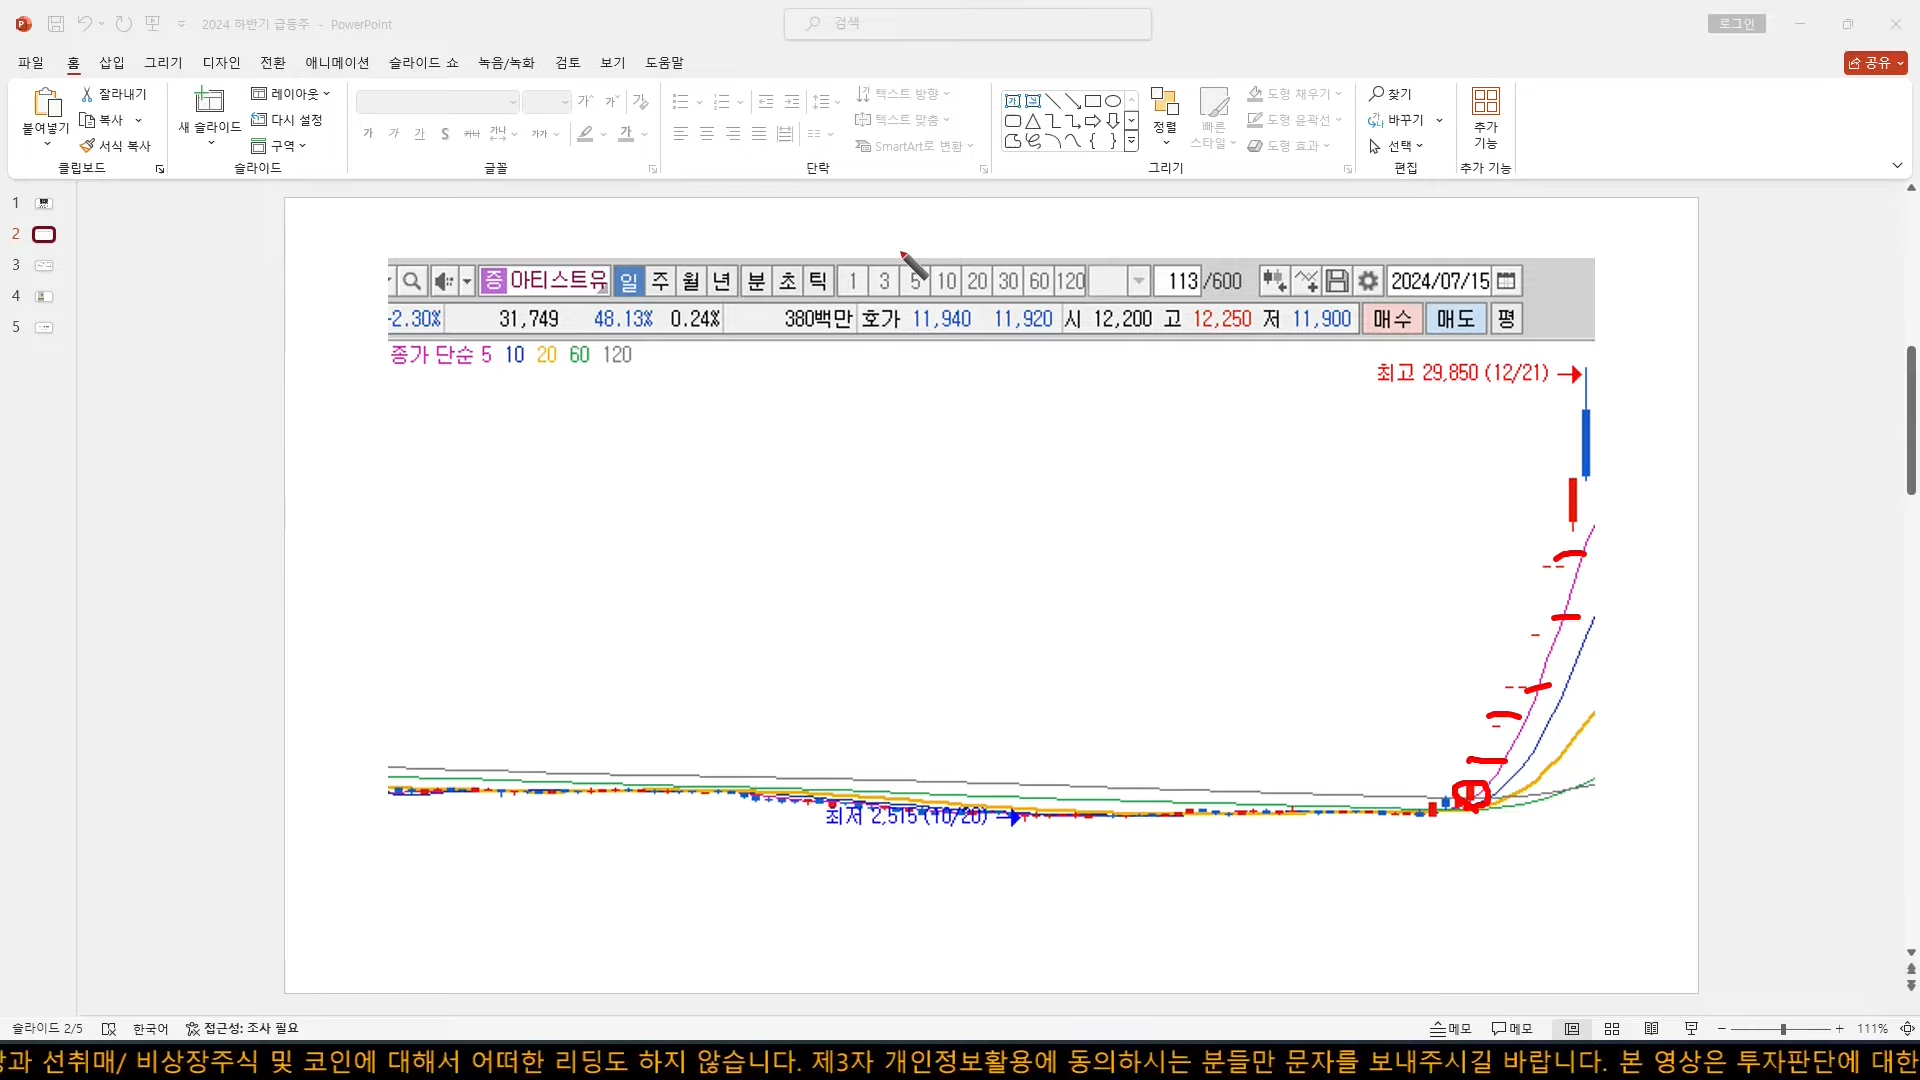 2024 하반기 급등주 - PowerPoint
검색
로그인
파일 홈 삽입 그리기 디자인 전환 애니메이션 슬라이드 쇼 녹음/녹화 검토 보기 도움말
공유
붙여넣기
잘라내기
복사
서식 복사
클립보드
새 슬라이드
레이아웃
다시 설정
구역
슬라이드
글꼴
텍스트 방향
텍스트 맞춤
SmartArt로 변환
단락
정렬
빠른 스타일
도형 채우기
도형 윤곽선
도형 효과
그리기
찾기
바꾸기
선택
편집
추가 기능
추가 기능
1
2
3
4
5
증 아티스트유 일 주 월 년 분 초 틱 1 3 5 10 20 30 60 120 113 /600 2024/07/15
-2.30% 31,749 48.13% 0.24% 380백만 호가 11,940 11,920 시 12,200 고 12,250 저 11,900 매수 매도 평
종가 단순 5 10 20 60 120
최고 29,850 (12/21)
최저 2,515 (10/20)
슬라이드 2/5 한국어 접근성: 조사 필요 메모 메모 111%
과 선취매/ 비상장주식 및 코인에 대해서 어떠한 리딩도 하지 않습니다. 제3자 개인정보활용에 동의하시는 분들만 문자를 보내주시길 바랍니다. 본 영상은 투자판단에 대한